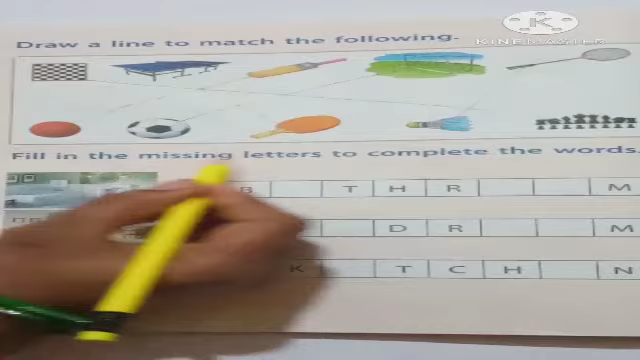 K
KINEMASTER
Draw a line to match the following.
Fill in the missing letters to complete the words.
B T H R M
D R M
K T C H N